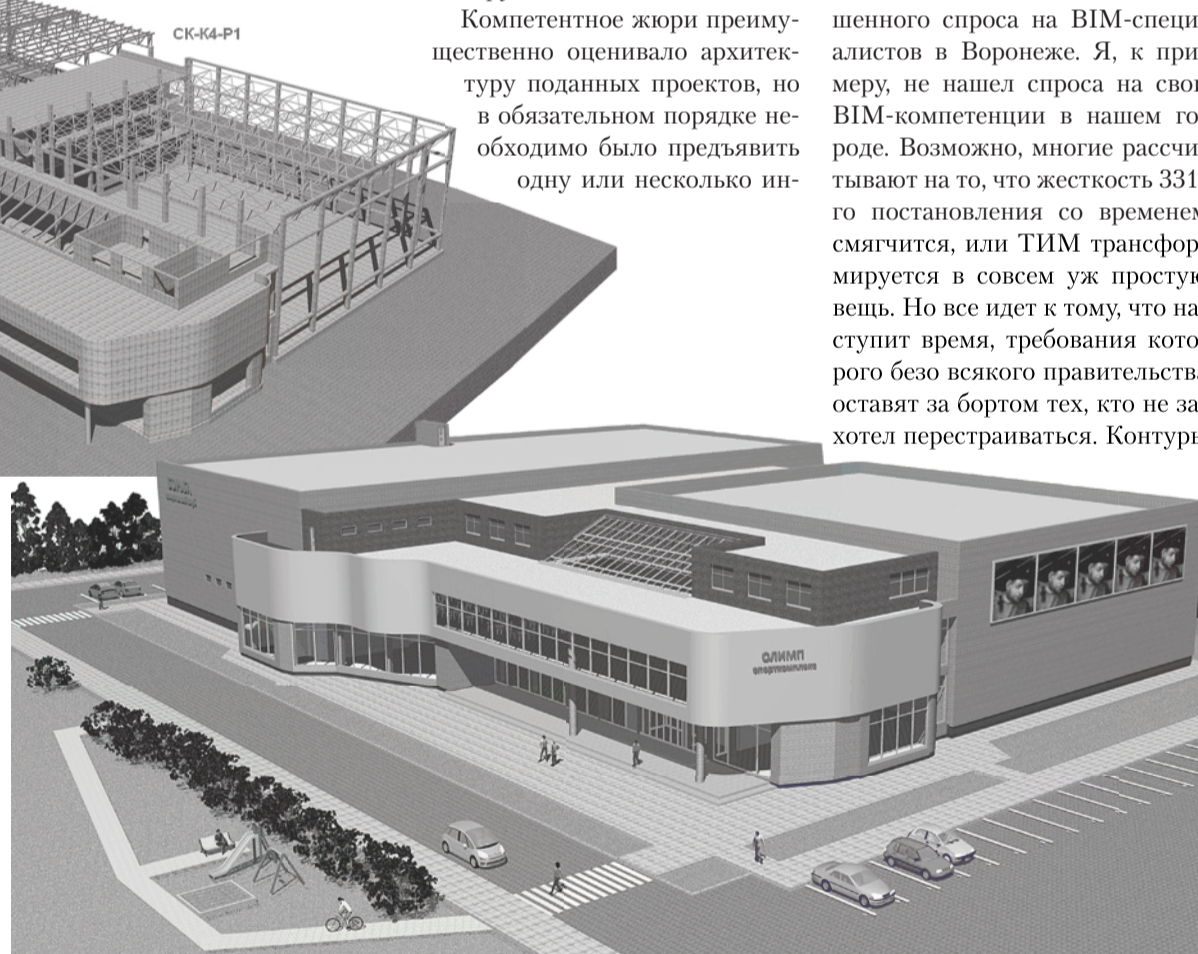 СК-К4-Р1
Компетентное жюри преиму-
щественно оценивало архитек-
туру поданных проектов, но
в обязательном порядке не-
обходимо было предъявить
одну или несколько ин-
шенного спроса на BIM-специ
алистов в Воронеже. Я, к при
меру, не нашел спроса на сво
BIM-компетенции в нашем го
роде. Возможно, многие рассчи
тывают на то, что жесткость 331
го постановления со временем
смягчится, или ТИМ трансфор
мируется в совсем уж простую
вещь. Но все идет к тому, что на
ступит время, требования кото
рого безо всякого правительств
оставят за бортом тех, кто не за
хотел перестраиваться. Контур
ОЛИМП
спорткомплекс